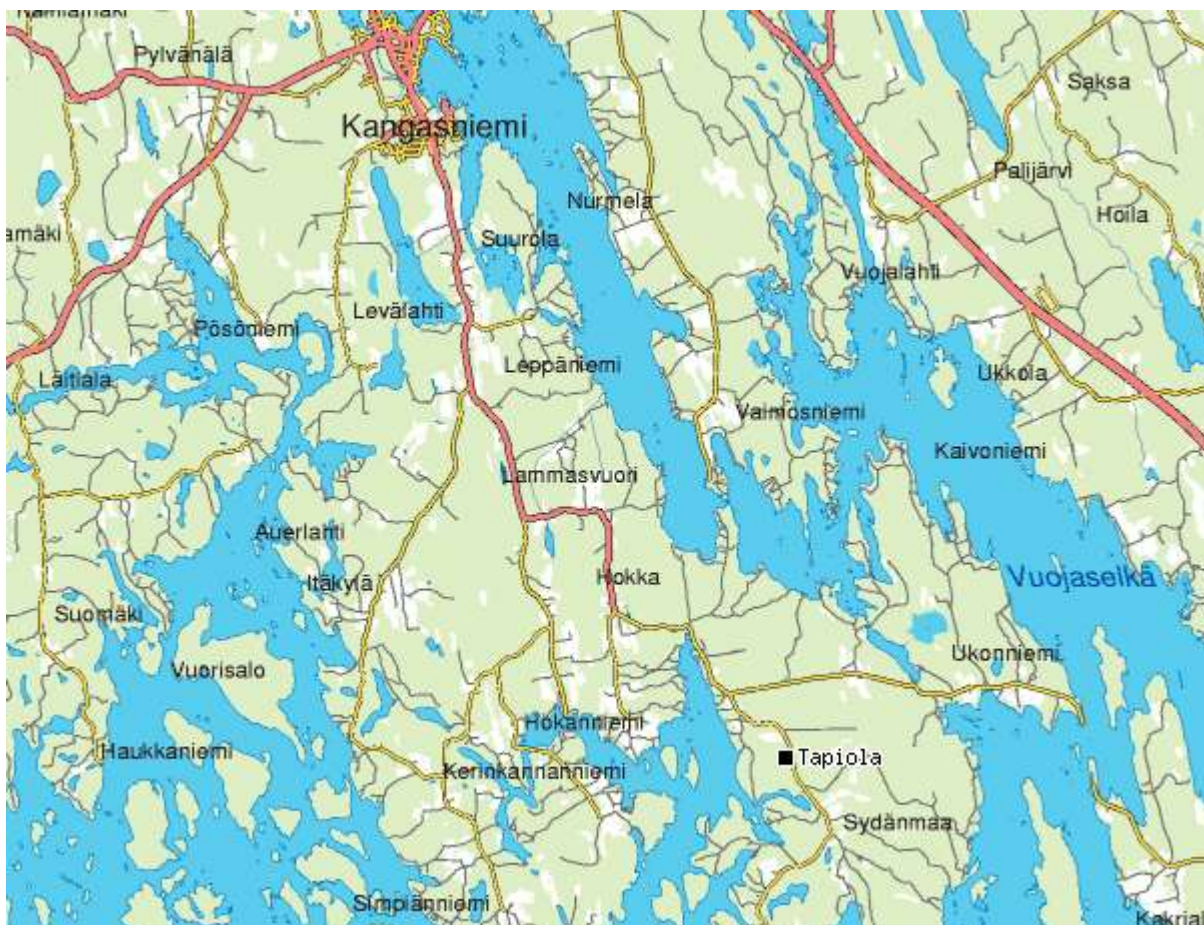 Pylvänälä
Saksa
Kangasniemi
Palijärvi
Nurmela
Hoila
Suurola
Vuojalahti
Levälahti
Pösöniemi
Leppäniemi
Ukkola
Läitiälä
Vaimosniemi
Kaivoniemi
Lammasvuori
Auerlahti
Itäkylä
Hokka
Vuojaselkä
Suomäki
Ukonniemi
Vuorisalo
Hokanniemi
Haukkaniemi
Kerinkannanniemi
Tapiola
Sydänmaa
Simpiänniemi